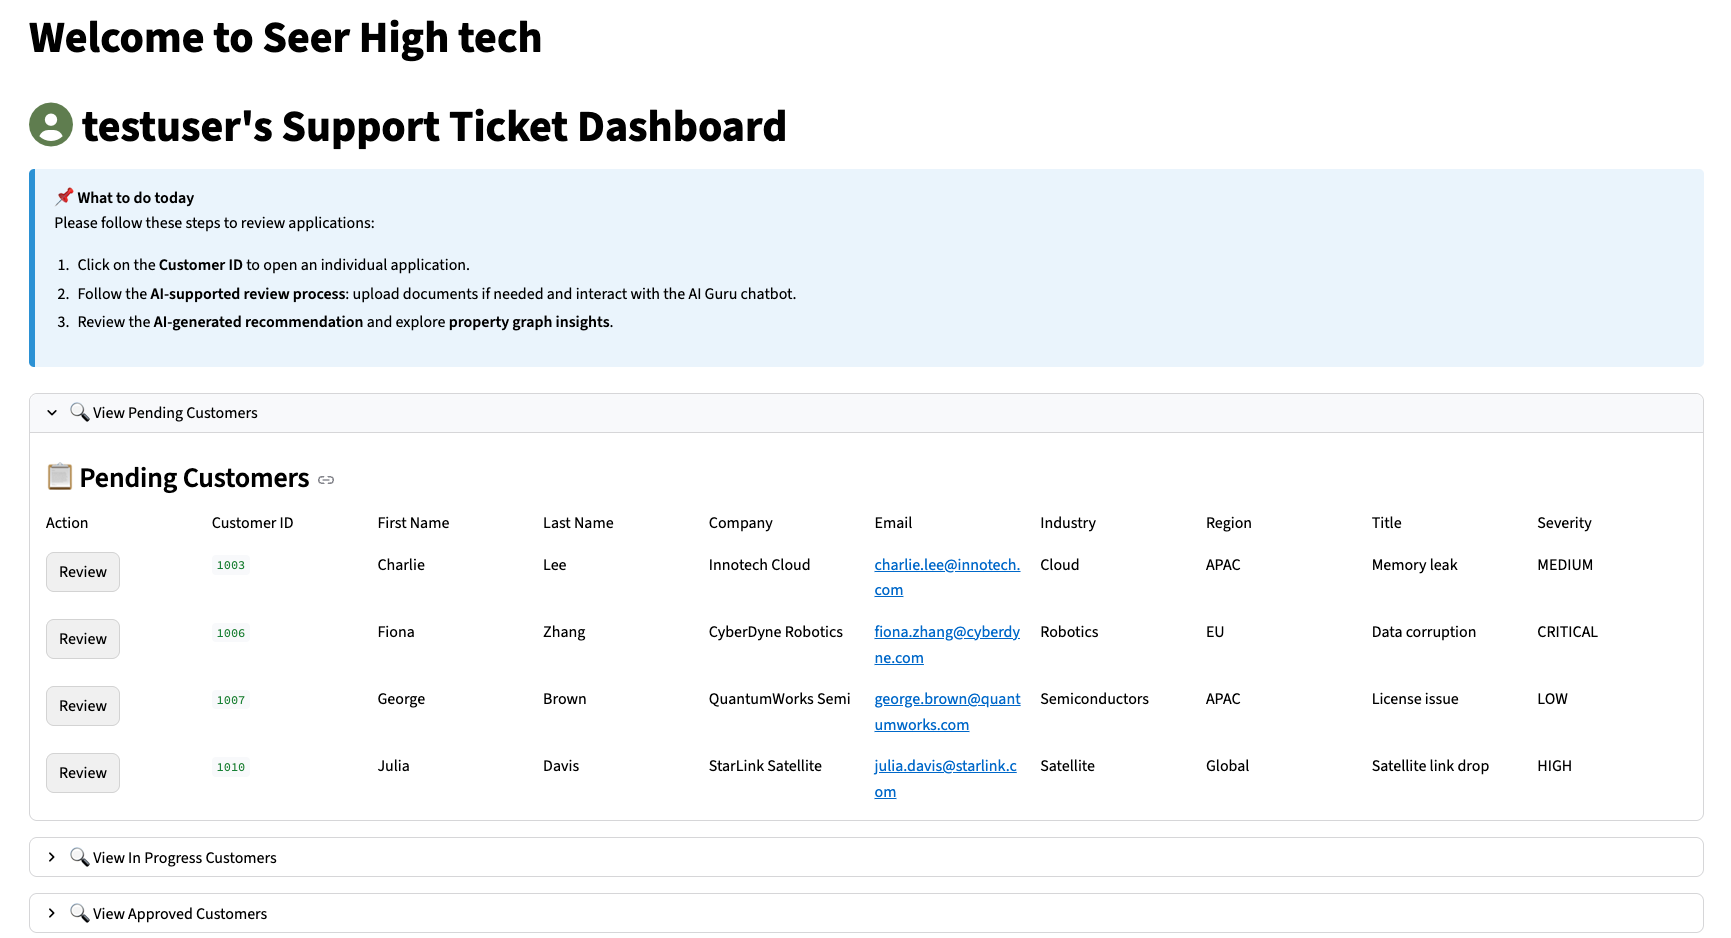 Welcome to Seer High tech
testuser's Support Ticket Dashboard
📌 What to do today
Please follow these steps to review applications:
1. Click on the Customer ID to open an individual application.
2. Follow the AI-supported review process: upload documents if needed and interact with the AI Guru chatbot.
3. Review the AI-generated recommendation and explore property graph insights.
🔍 View Pending Customers
📋 Pending Customers
Action Customer ID First Name Last Name Company Email Industry Region Title Severity
Review 1003 Charlie Lee Innotech Cloud charlie.lee@innotech. Cloud APAC Memory leak MEDIUM
com
Review 1006 Fiona Zhang CyberDyne Robotics fiona.zhang@cyberdy Robotics EU Data corruption CRITICAL
ne.com
Review 1007 George Brown QuantumWorks Semi george.brown@quant Semiconductors APAC License issue LOW
umworks.com
Review 1010 Julia Davis StarLink Satellite julia.davis@starlink.c Satellite Global Satellite link drop HIGH
om
🔍 View In Progress Customers
🔍 View Approved Customers